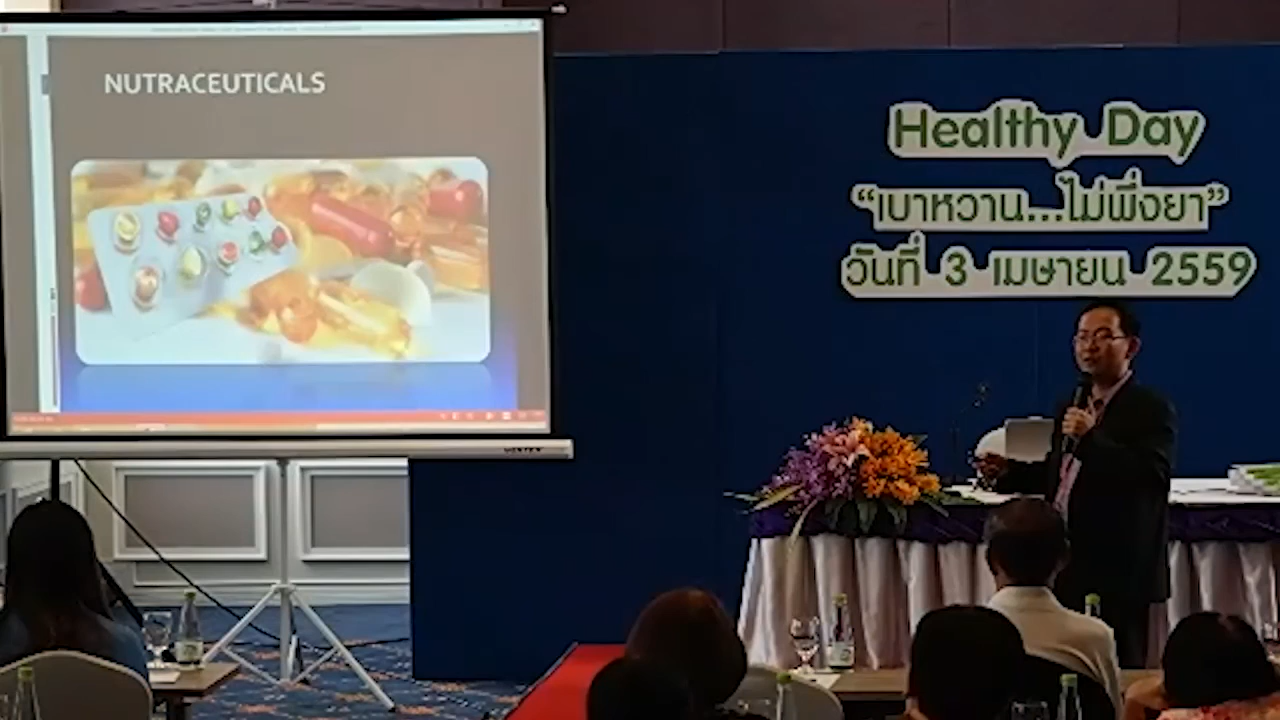 NUTRACEUTICALS
Healthy Day
“เบาหวาน...ไม่พึ่งยา”
วันที่ 3 เมษายน 2559